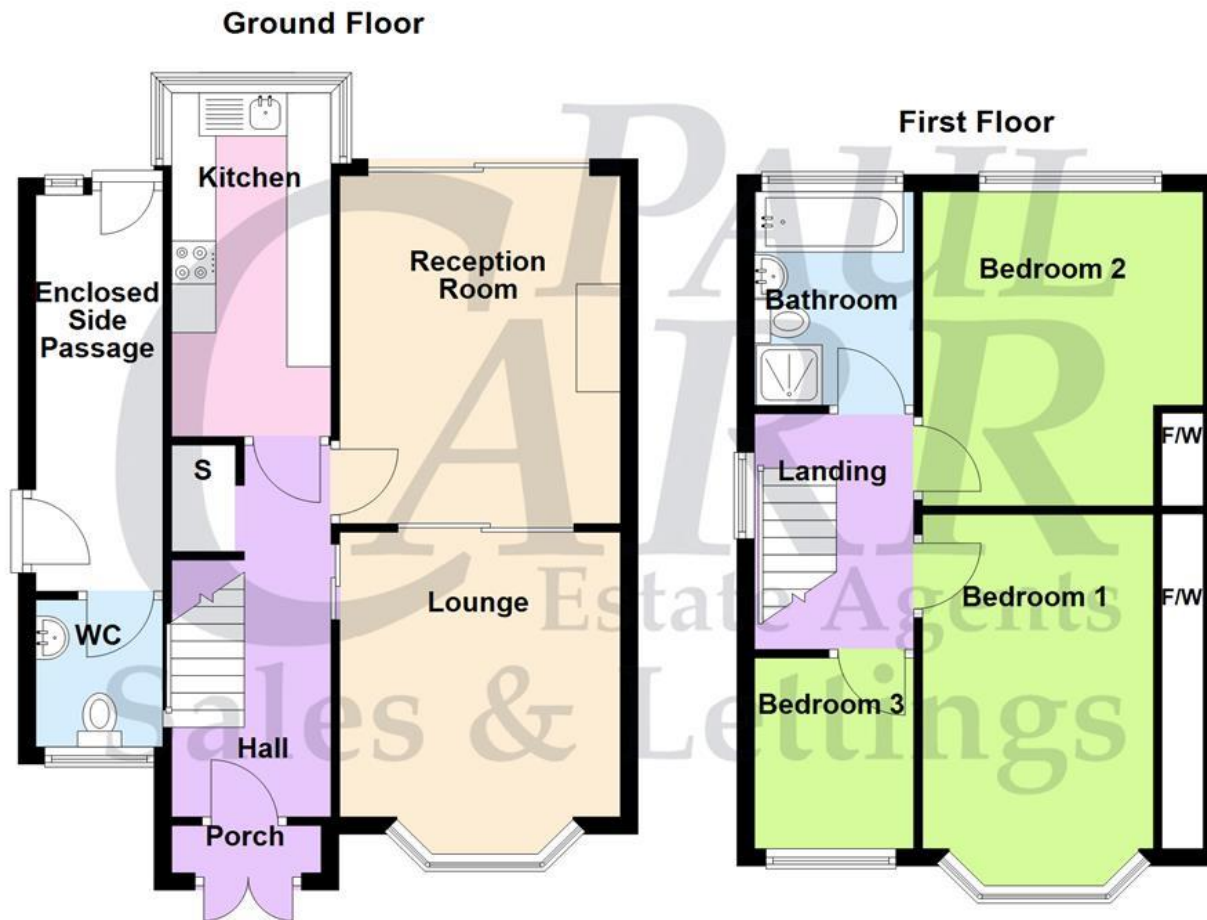 Ground Floor
Kitchen
Reception
Room
Enclosed
Side
Passage
S
Lounge
WC
Hall
Porch
First Floor
Bedroom 2
Bathroom
F/W
Landing
Bedroom 1
F/W
Bedroom 3
PAUL
CARR
Estate Agents
Sales & Lettings